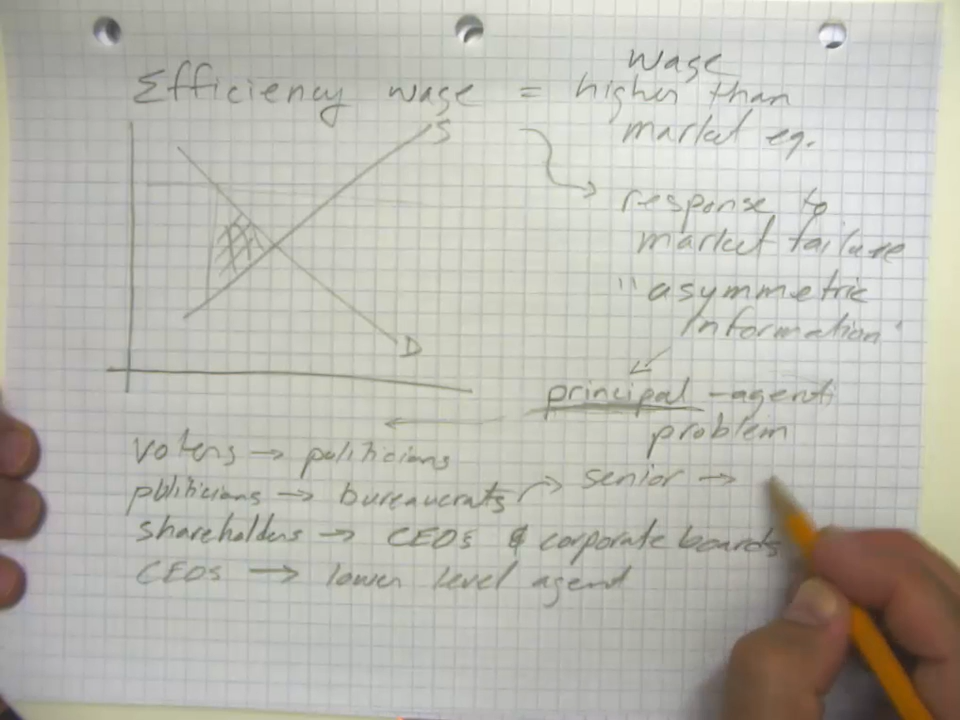 Efficiency wage = wage
higher than
market eq.
S
response to
market failure
"asymmetric
information"
D
principal-agent
problem
voters → politicians
politicians → bureaucrats → senior →
shareholders → CEOs & corporate boards
CEOs → lower level agent